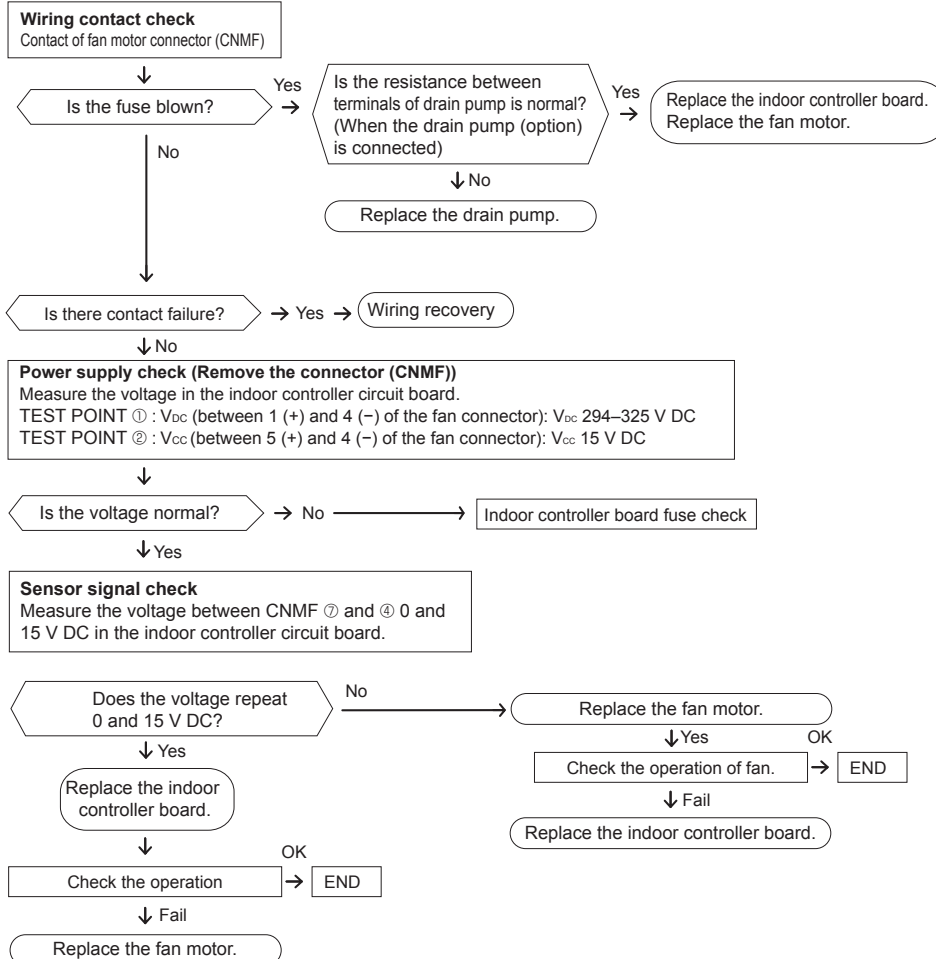 Wiring contact check
Contact of fan motor connector (CNMF)
Is the fuse blown?
Yes
Is the resistance between
terminals of drain pump is normal?
(When the drain pump (option)
is connected)
Yes
Replace the indoor controller board.
Replace the fan motor.
No
No
Replace the drain pump.
Is there contact failure?
Yes
Wiring recovery
No
Power supply check (Remove the connector (CNMF))
Measure the voltage in the indoor controller circuit board.
TEST POINT ① : VDC (between 1 (+) and 4 (−) of the fan connector): VDC 294–325 V DC
TEST POINT ② : VCC (between 5 (+) and 4 (−) of the fan connector): VCC 15 V DC
Is the voltage normal?
No
Indoor controller board fuse check
Yes
Sensor signal check
Measure the voltage between CNMF ⑦ and ④ 0 and
15 V DC in the indoor controller circuit board.
Does the voltage repeat
0 and 15 V DC?
No
Replace the fan motor.
Yes
Check the operation of fan.
OK
END
Fail
Replace the indoor controller board.
Yes
Replace the indoor
controller board.
Check the operation
OK
END
Fail
Replace the fan motor.